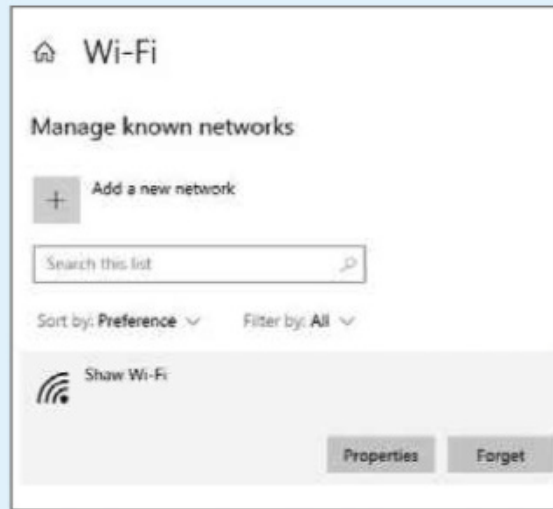 Wi-Fi
Manage known networks
Add a new network
Search this list
Sort by: Preference Filter by: All
Shaw Wi-Fi
Properties Forget